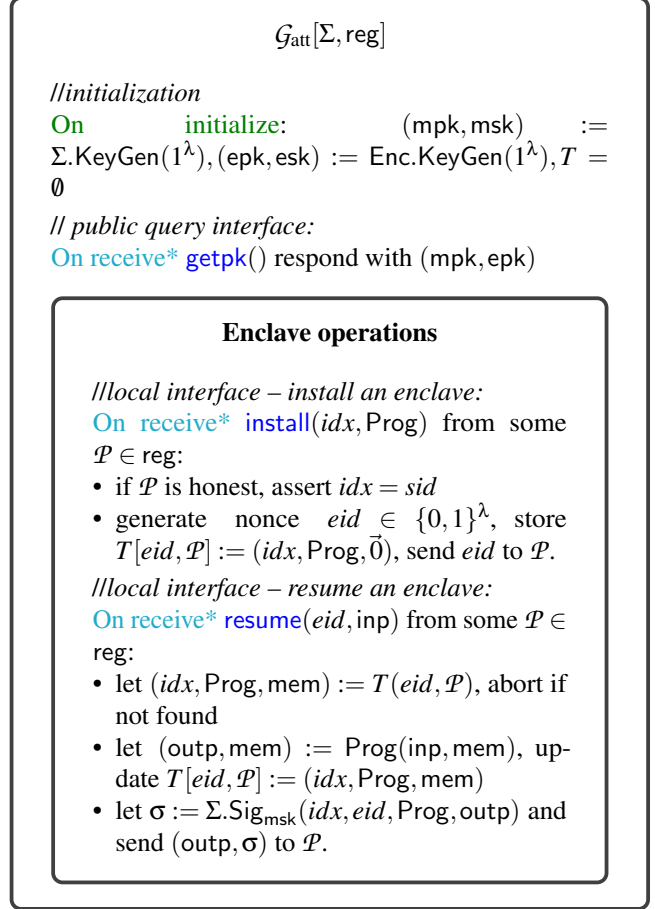 𝒢att[Σ, reg]
//initialization
On initialize: (mpk, msk) :=
Σ.KeyGen(1^λ), (epk, esk) := Enc.KeyGen(1^λ), T =
∅
// public query interface:
On receive* getpk() respond with (mpk, epk)
Enclave operations
//local interface – install an enclave:
On receive* install(idx, Prog) from some
𝒫 ∈ reg:
• if 𝒫 is honest, assert idx = sid
• generate nonce eid ∈ {0,1}^λ, store
T[eid, 𝒫] := (idx, Prog, 0⃗), send eid to 𝒫.
//local interface – resume an enclave:
On receive* resume(eid, inp) from some 𝒫 ∈
reg:
• let (idx, Prog, mem) := T(eid, 𝒫), abort if
not found
• let (outp, mem) := Prog(inp, mem), up-
date T[eid, 𝒫] := (idx, Prog, mem)
• let σ := Σ.Sig_msk(idx, eid, Prog, outp) and
send (outp, σ) to 𝒫.